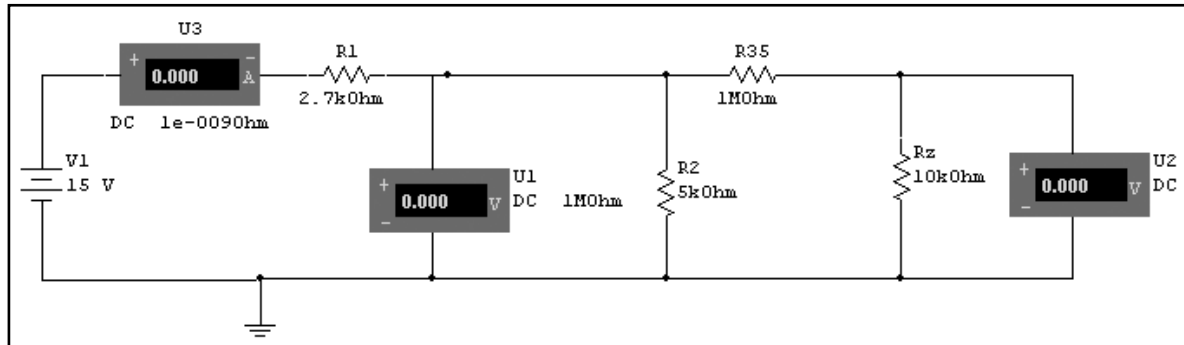 U3
+ 0.000 - A
DC 1e-009Ohm
R1
2.7kOhm
R35
1MOhm
V1
15 V
+ 0.000 V -
U1
DC 1MOhm
R2
5kOhm
Rz
10kOhm
+ 0.000 V -
U2
DC